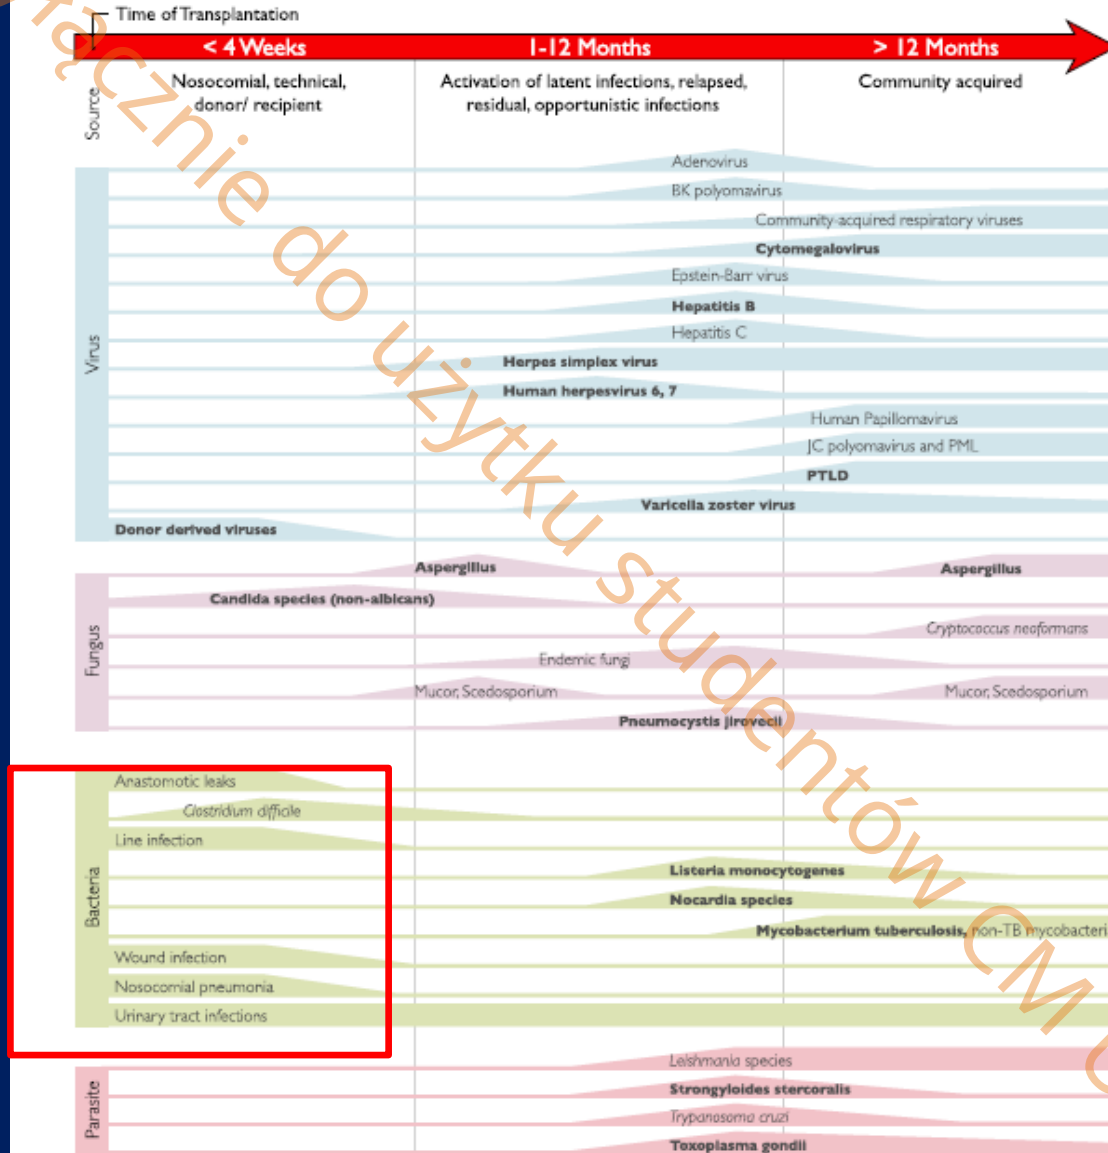 Time of Transplantation
< 4 Weeks
1-12 Months
> 12 Months
Source
Nosocomial, technical,
donor/ recipient
Activation of latent infections, relapsed,
residual, opportunistic infections
Community acquired
Virus
Adenovirus
BK polyomavirus
Community-acquired respiratory viruses
Cytomegalovirus
Epstein-Barr virus
Hepatitis B
Hepatitis C
Herpes simplex virus
Human herpesvirus 6, 7
Human Papillomavirus
JC polyomavirus and PML
PTLD
Varicella zoster virus
Donor derived viruses
Fungus
Aspergillus
Aspergillus
Candida species (non-albicans)
Cryptococcus neoformans
Endemic fungi
Mucor, Scedosporium
Mucor, Scedosporium
Pneumocystis jirovecii
Bacteria
Anastomotic leaks
Clostridium difficile
Line infection
Listeria monocytogenes
Nocardia species
Mycobacterium tuberculosis, non-TB mycobacteri
Wound infection
Nosocomial pneumonia
Urinary tract infections
Parasite
Leishmania species
Strongyloides stercoralis
Trypanosoma cruzi
Toxoplasma gondii
ącznie do użytku studentów CM